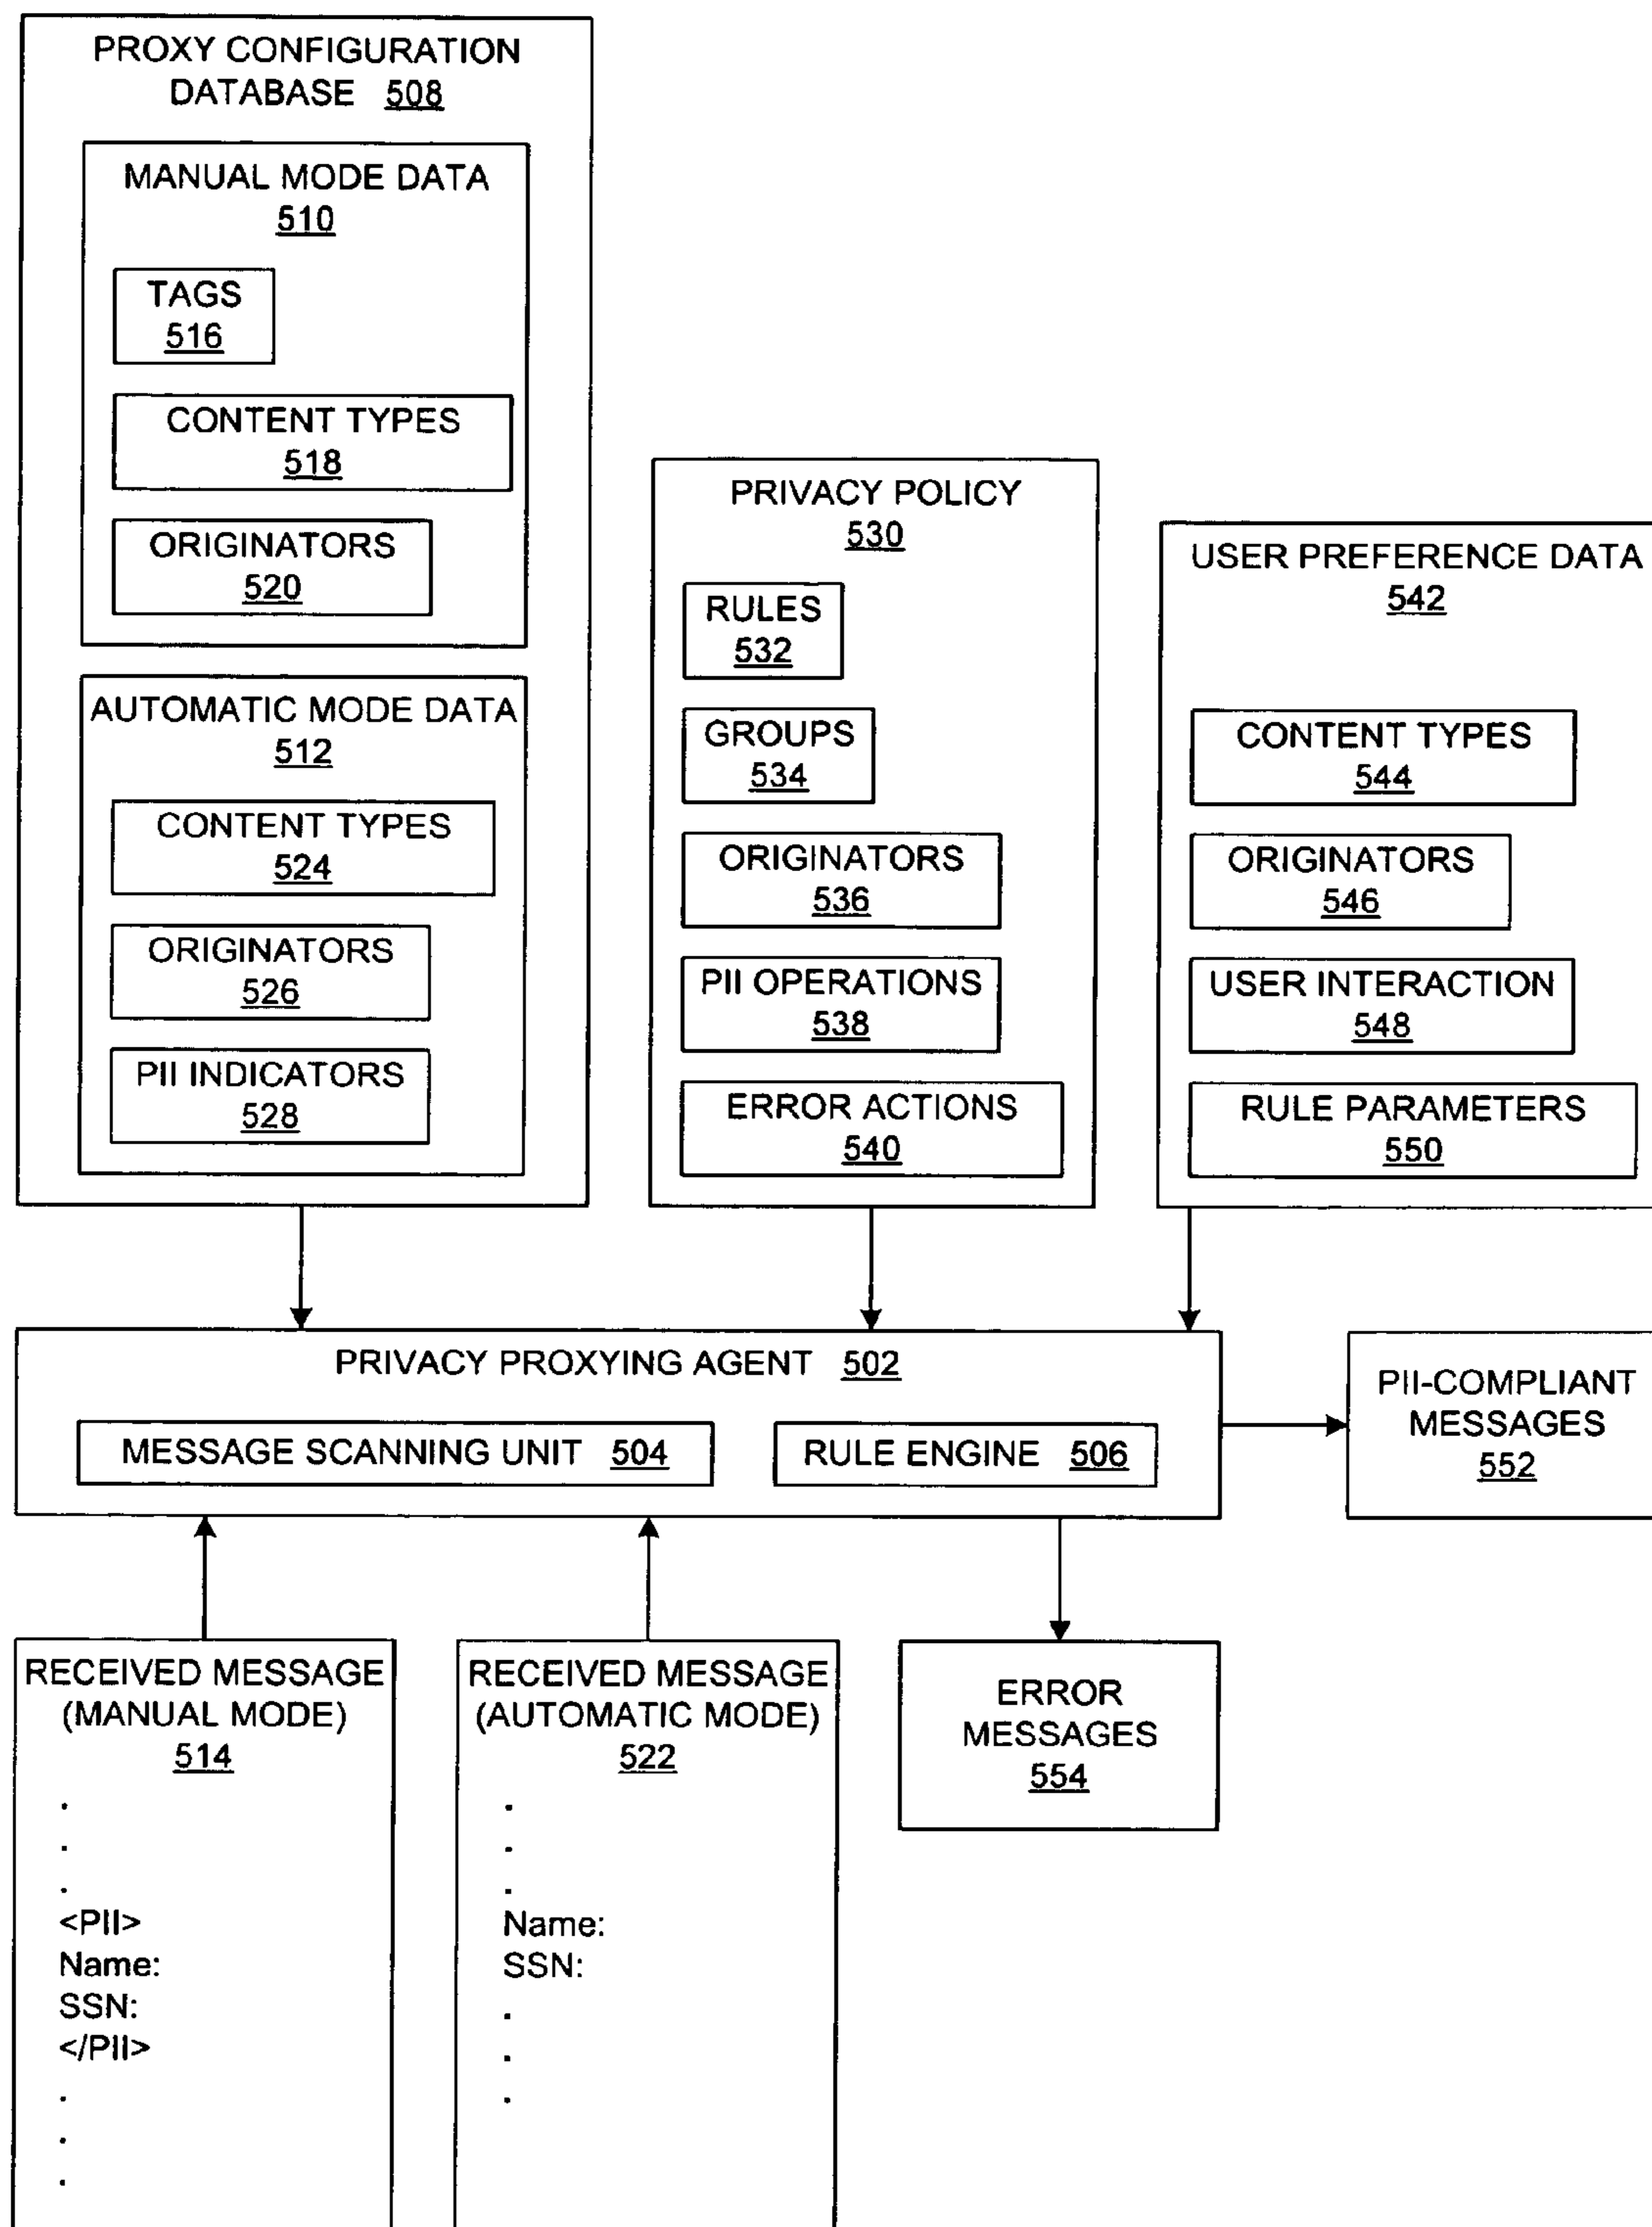 PROXY CONFIGURATION
DATABASE 508
MANUAL MODE DATA
510
TAGS
516
CONTENT TYPES
518
ORIGINATORS
520
AUTOMATIC MODE DATA
512
CONTENT TYPES
524
ORIGINATORS
526
PII INDICATORS
528
PRIVACY POLICY
530
RULES
532
GROUPS
534
ORIGINATORS
536
PII OPERATIONS
538
ERROR ACTIONS
540
USER PREFERENCE DATA
542
CONTENT TYPES
544
ORIGINATORS
546
USER INTERACTION
548
RULE PARAMETERS
550
PRIVACY PROXYING AGENT 502
MESSAGE SCANNING UNIT 504
RULE ENGINE 506
PII-COMPLIANT
MESSAGES
552
RECEIVED MESSAGE
(MANUAL MODE)
514
.
.
.
<PII>
Name:
SSN:
</PII>
.
.
.
RECEIVED MESSAGE
(AUTOMATIC MODE)
522
.
.
.
Name:
SSN:
.
.
.
ERROR
MESSAGES
554